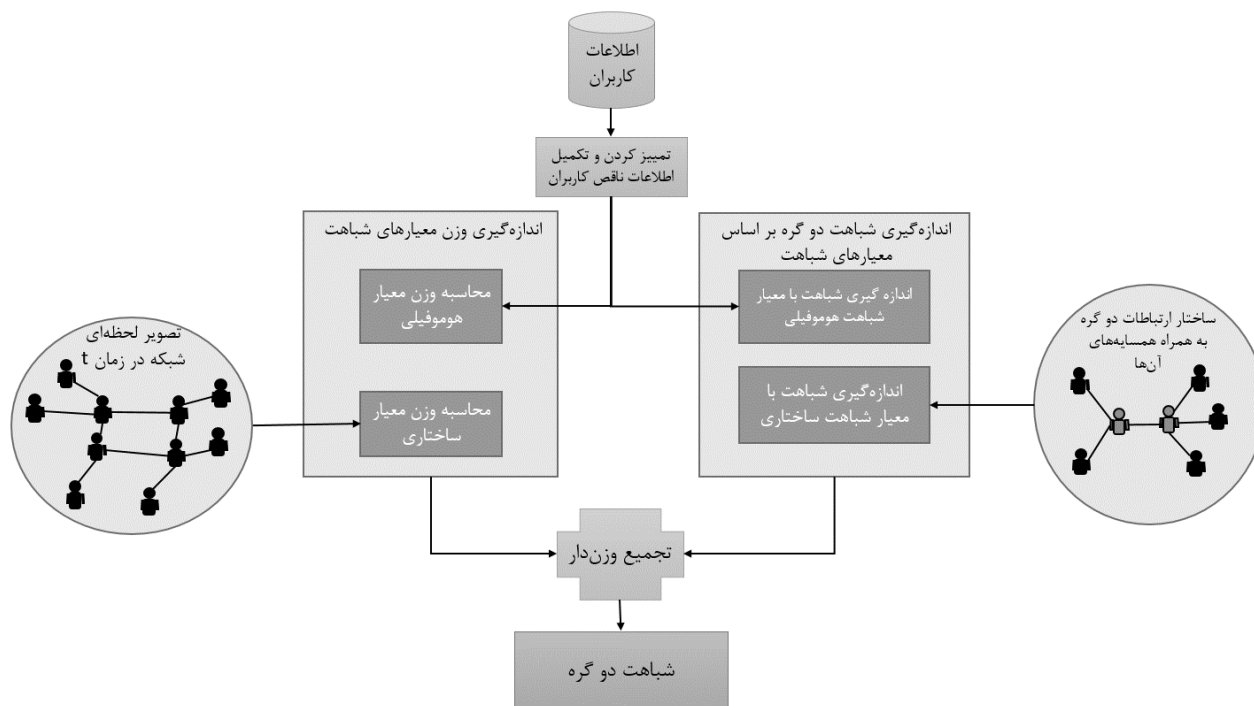 اطلاعات
کاربران
تمییز کردن و تکمیل
اطلاعات ناقص کاربران
اندازه‌گیری شباهت دو گره بر اساس
معیارهای شباهت
اندازه گیری شباهت با معیار
شباهت هوموفیلی
اندازه‌گیری شباهت با
معیار شباهت ساختاری
ساختار ارتباطات دو گره
به همراه همسایه‌های
آن‌ها
اندازه‌گیری وزن معیارهای شباهت
محاسبه وزن معیار
هوموفیلی
محاسبه وزن معیار
ساختاری
تصویر لحظه‌ای
شبکه در زمان t
تجمیع وزن‌دار
شباهت دو گره